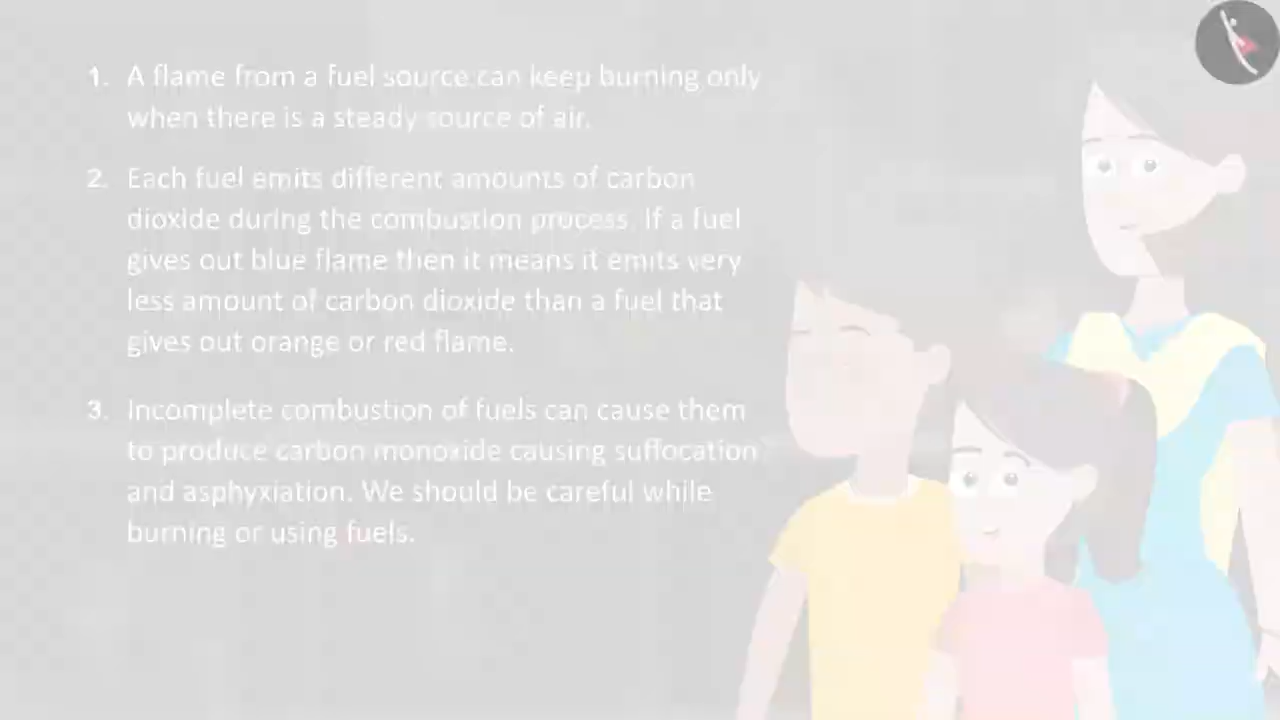 1. A flame from a fuel source can keep burning only
when there is a steady source of air.
2. Each fuel emits different amounts of carbon
dioxide during the combustion process. If a fuel
gives out blue flame then it means it emits very
less amount of carbon dioxide than a fuel that
gives out orange or red flame.
3. Incomplete combustion of fuels can cause them
to produce carbon monoxide causing suffocation
and asphyxiation. We should be careful while
burning or using fuels.